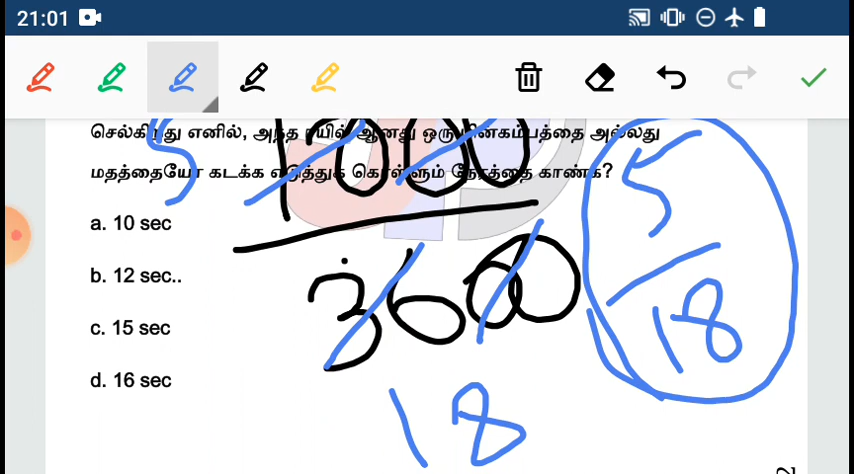 21:01
செல்கிறது எனில், அந்த ரயில் ஆனது ஒரு மின்கம்பத்தை அல்லது
5 1000
மரத்தையோ கடக்க எடுத்துக் கொள்ளும் நேரத்தை காண்க?
5
a. 10 sec
3600
b. 12 sec..
18
c. 15 sec
d. 16 sec
18